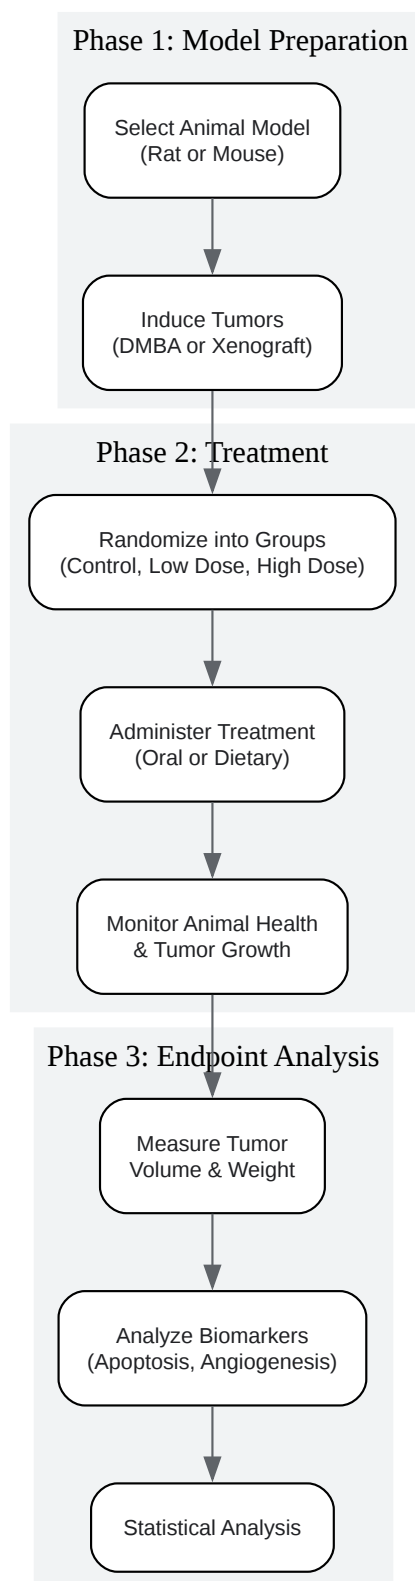 Phase 1: Model Preparation
Select Animal Model
(Rat or Mouse)
Induce Tumors
(DMBA or Xenograft)
Phase 2: Treatment
Randomize into Groups
(Control, Low Dose, High Dose)
Administer Treatment
(Oral or Dietary)
Monitor Animal Health
& Tumor Growth
Phase 3: Endpoint Analysis
Measure Tumor
Volume & Weight
Analyze Biomarkers
(Apoptosis, Angiogenesis)
Statistical Analysis